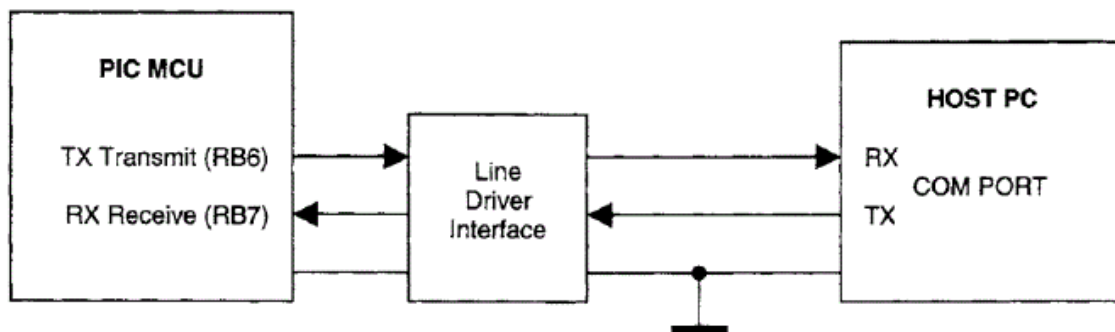 PIC MCU
TX Transmit (RB6)
RX Receive (RB7)
Line
Driver
Interface
HOST PC
RX
COM PORT
TX